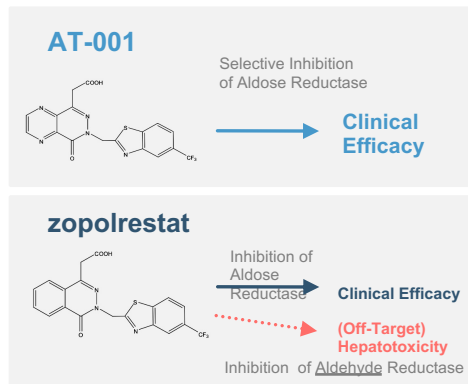 AT-001
Selective Inhibition
of Aldose Reductase
COOH
N
N
N
N
O
S
N
CF₃
Clinical
Efficacy
zopolrestat
COOH
N
N
O
S
N
CF₃
Inhibition of
Aldose
Reductase
Clinical Efficacy
(Off-Target)
Hepatotoxicity
Inhibition of Aldehyde Reductase